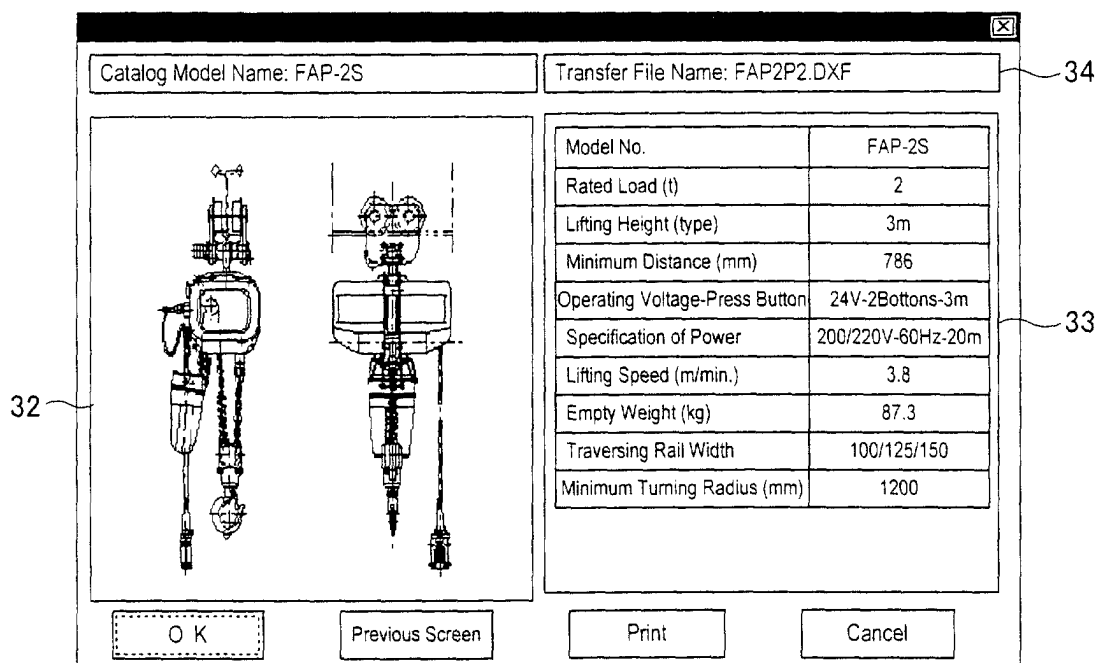 Catalog Model Name: FAP-2S
Transfer File Name: FAP2P2.DXF
34
Model No. FAP-2S
Rated Load (t) 2
Lifting Height (type) 3m
Minimum Distance (mm) 786
Operating Voltage-Press Button 24V-2Bottons-3m
Specification of Power 200/220V-60Hz-20m
33
Lifting Speed (m/min.) 3.8
32
Empty Weight (kg) 87.3
Traversing Rail Width 100/125/150
Minimum Turning Radius (mm) 1200
O K
Previous Screen
Print
Cancel